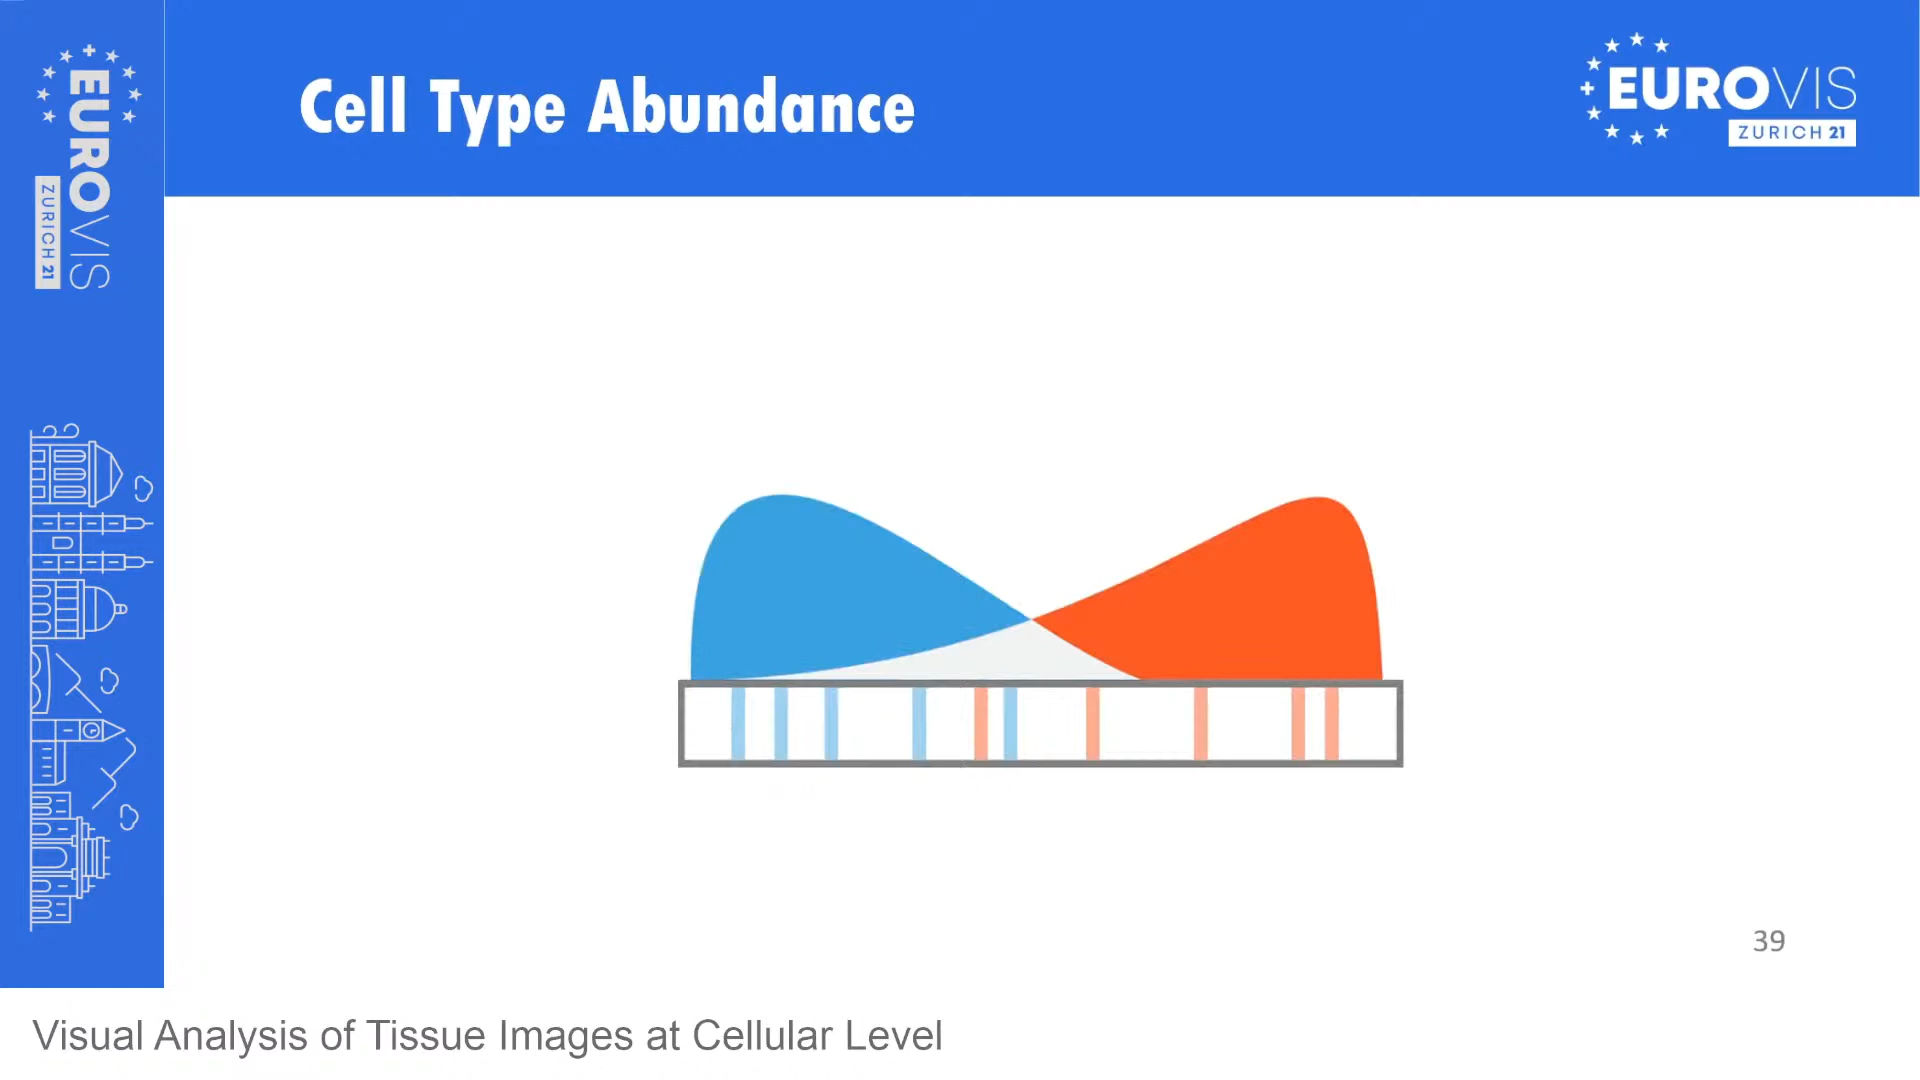 EUROVIS
ZURICH 21
Cell Type Abundance
EUROVIS
ZURICH 21
39
Visual Analysis of Tissue Images at Cellular Level